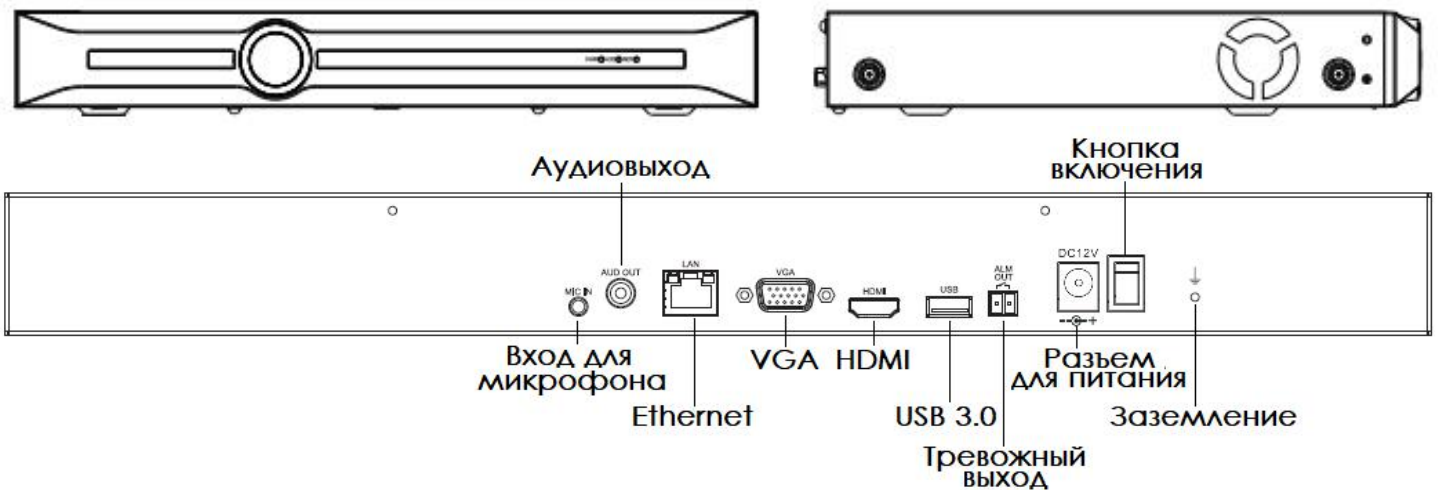 Аудиовыход
Кнопка
включения
MIC IN
AUD OUT
LAN
VGA
HDMI
USB
ALM
OUT
DC12V
Вход для
микрофона
Ethernet
VGA
HDMI
USB 3.0
Тревожный
выход
Разъем
для питания
Заземление